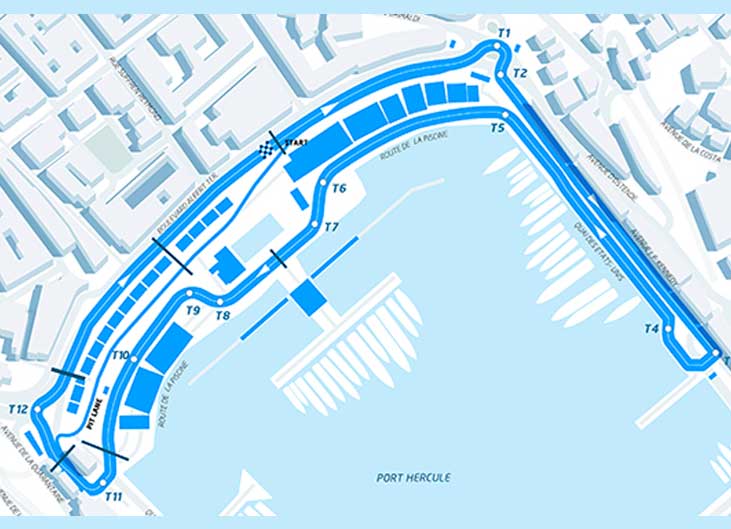 T1
T2
AVENUE DE LA COSTA
T5
START
ROUTE DE LA PISCINE
AVENUE D'OSTENDE
BOULEVARD ALBERT 1ER
T6
T7
QUAI DES ETATS-UNIS
AVENUE J.F. KENNEDY
T9
T8
T4
T10
ROUTE DE LA PISCINE
T12
PIT LANE
AVENUE DE LA QUARANTAINE
T11
PORT HERCULE